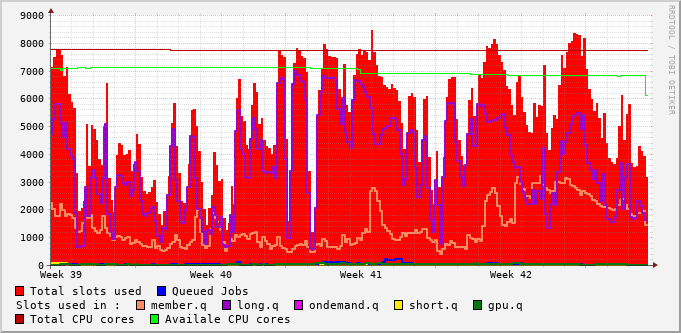 9000
8000
7000
6000
5000
4000
3000
2000
1000
0
Week 39 Week 40 Week 41 Week 42
RRDTOOL / TOBI OETIKER
Total slots used Queued Jobs
Slots used in : member.q long.q ondemand.q short.q gpu.q
Total CPU cores Availale CPU cores